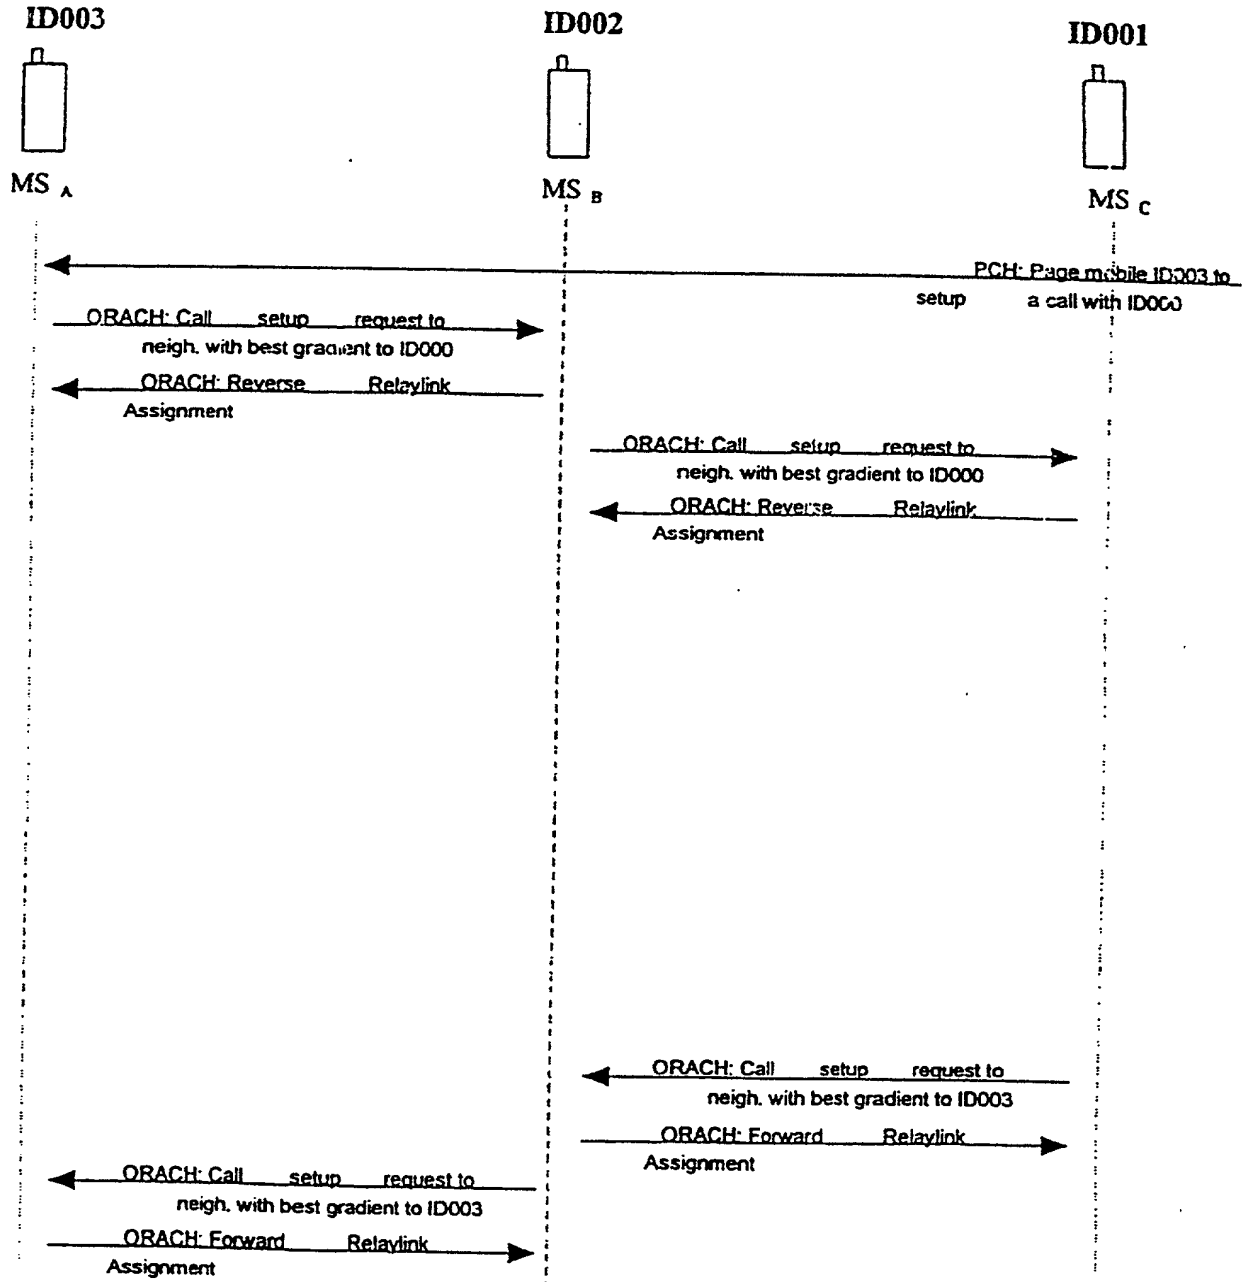 ID003
ID002
ID001
MS A
MS B
MS C
PCH: Page mobile ID003 to
setup a call with ID000
ORACH: Call setup request to
neigh. with best gradient to ID000
ORACH: Reverse Relaylink
Assignment
ORACH: Call setup request to
neigh. with best gradient to ID000
ORACH: Reverse Relaylink
Assignment
ORACH: Call setup request to
neigh. with best gradient to ID003
ORACH: Forward Relaylink
Assignment
ORACH: Call setup request to
neigh. with best gradient to ID003
ORACH: Forward Relaylink
Assignment